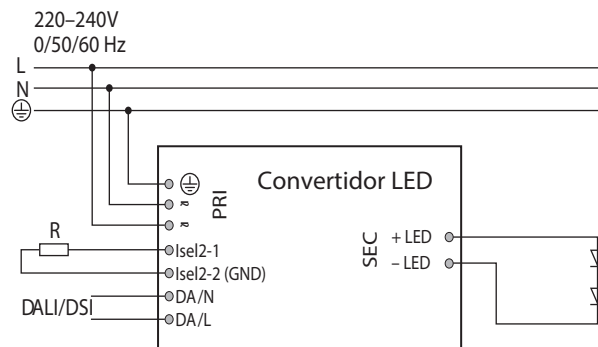 220–240V
0/50/60 Hz
L
N
Convertidor LED
PRI
~
~
R
Isel2-1
Isel2-2 (GND)
DALI/DSI
DA/N
DA/L
SEC
+ LED
– LED